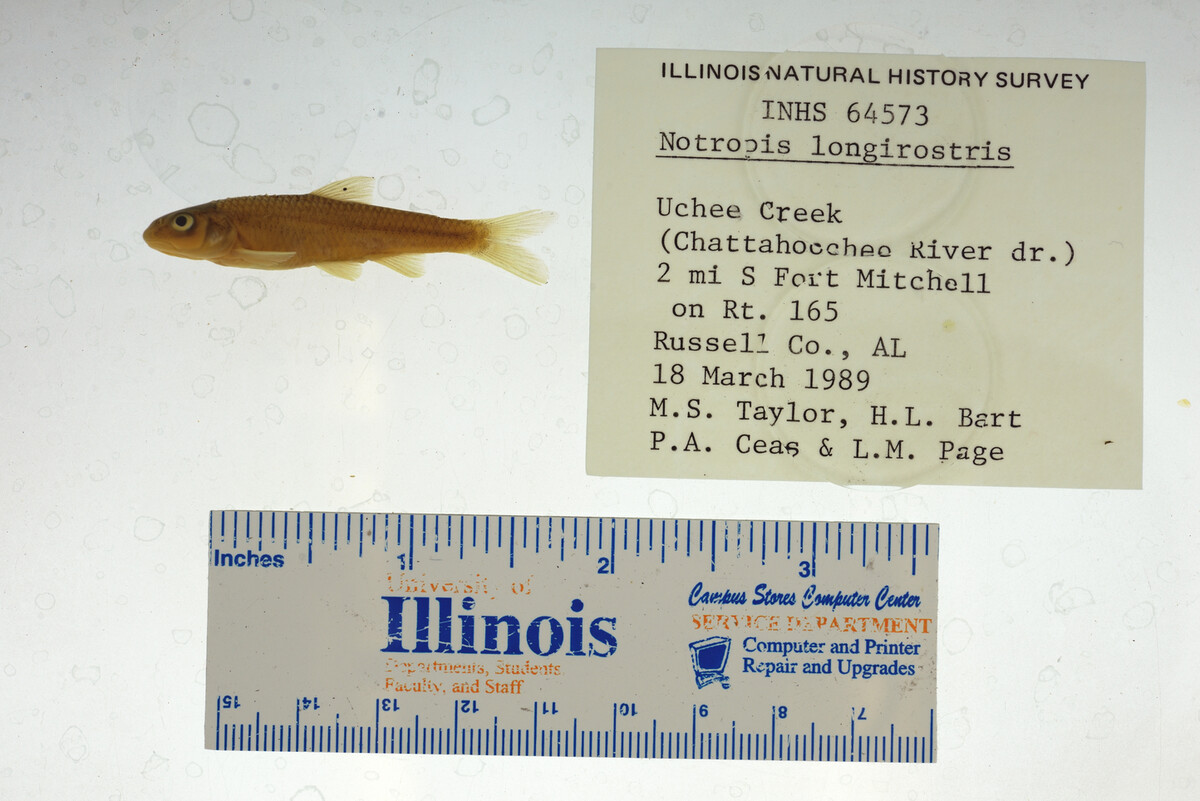 ILLINOIS NATURAL HISTORY SURVEY
INHS 64573
Notropis longirostris
Uchee Creek
(Chattahoochee River dr.)
2 mi S Fort Mitchell
on Rt. 165
Russell Co., AL
18 March 1989
M.S. Taylor, H.L. Bart
P.A. Ceas & L.M. Page
Inches 1 2 3
University of
Illinois
Departments, Students
Faculty, and Staff
Campus Stores Computer Center
SERVICE DEPARTMENT
Computer and Printer
Repair and Upgrades
15 14 13 12 11 10 9 8 7